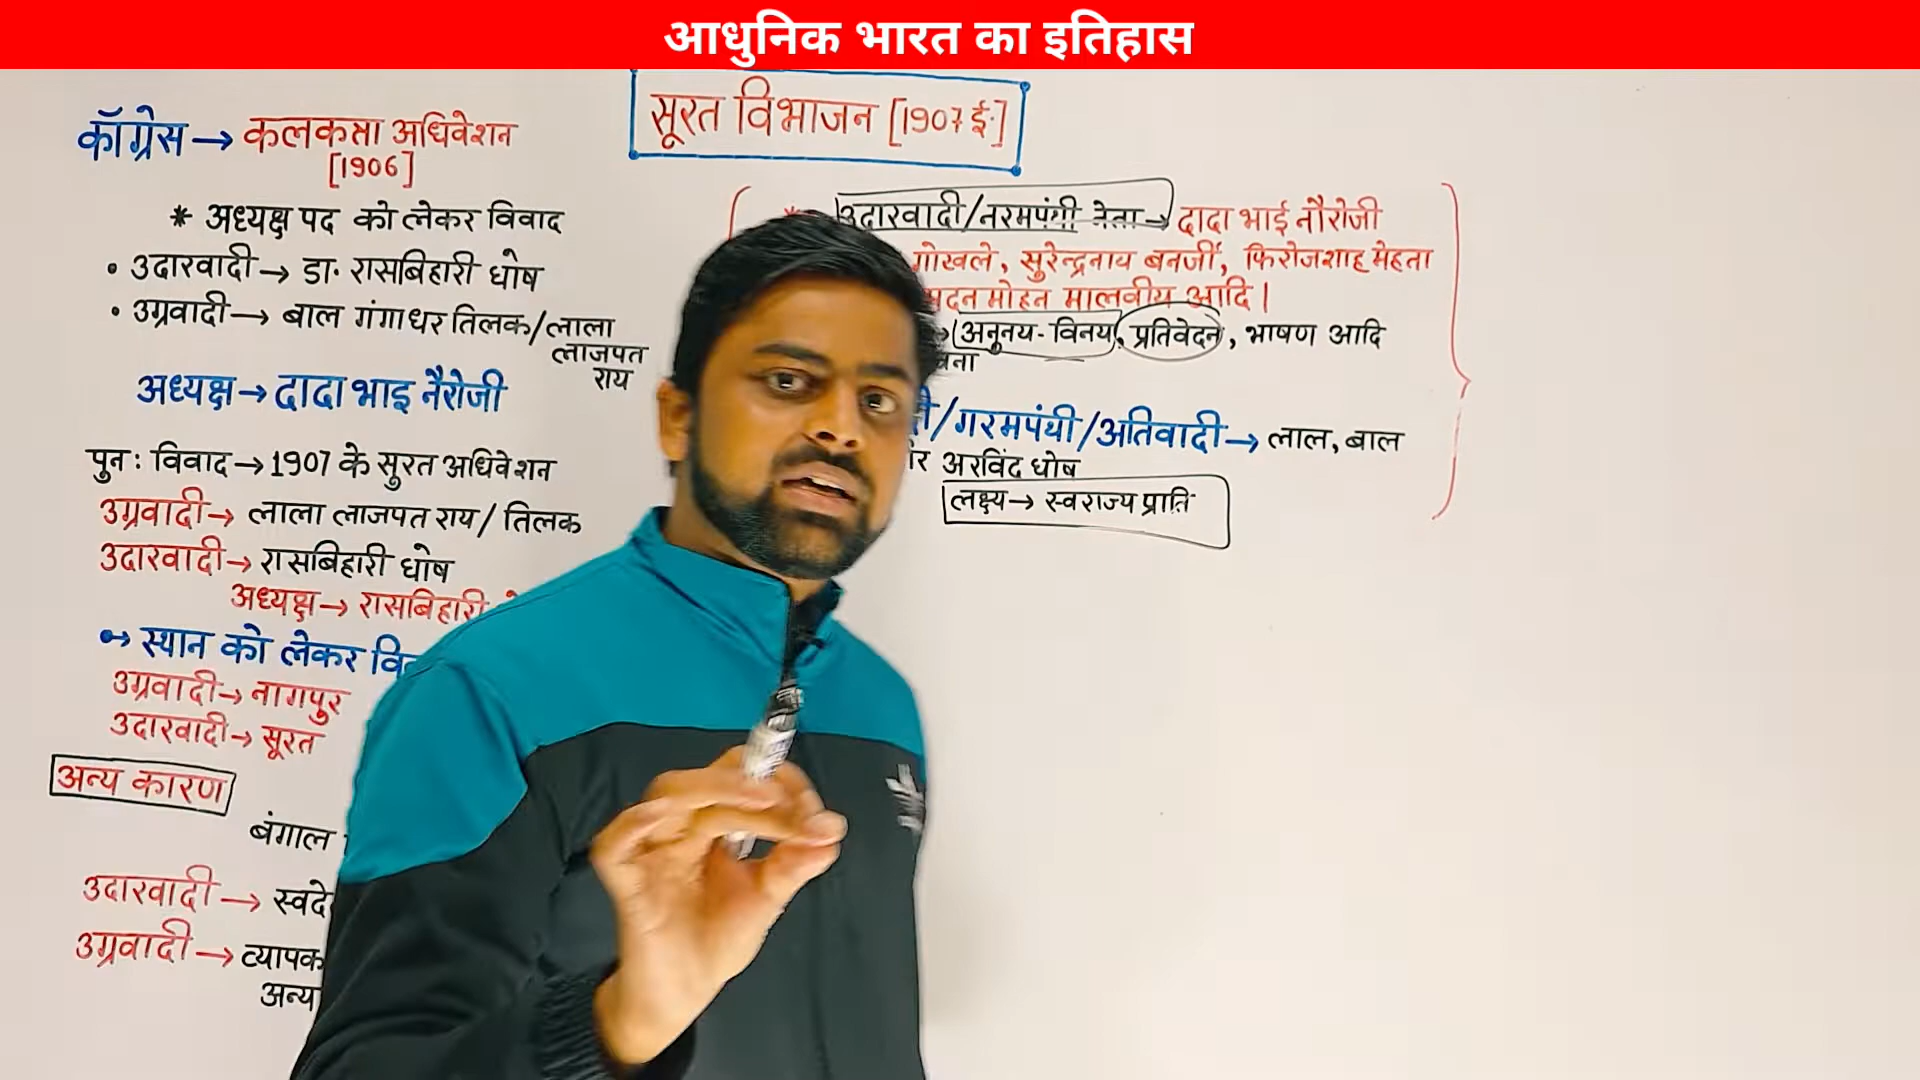 आधुनिक भारत का इतिहास
सूरत विभाजन [1907 ई·]
कॉग्रेस → कलकत्ता अधिवेशन
[1906]
* अध्यक्ष पद को लेकर विवाद
• उदारवादी → डा· रासबिहारी घोष
• उग्रवादी → बाल गंगाधर तिलक/लाला
लाजपत
राय
अध्यक्ष → दादा भाइ नैरोजी
पुनः विवाद → 1907 के सूरत अधिवेशन
उग्रवादी → लाला लाजपत राय / तिलक
उदारवादी → रासबिहारी घोष
अध्यक्ष → रासबिहारी
→ स्थान को लेकर
उग्रवादी → नागपुर
उदारवादी → सूरत
अन्य कारण
बंगाल
उदारवादी →
उग्रवादी → व्यापक
अन्य
* उदारवादी/नरमपंथी नेता → दादा भाई नौरोजी
गोखले, सुरेन्द्रनाथ बनर्जी, फिरोजशाह मेहता
मदन मोहन मालवीय आदि |
→ अनुनय-विनय, प्रतिवेदन, भाषण आदि
/गरमपंथी/अतिवादी → लाल, बाल
अरविंद घोष
लक्ष्य → स्वराज्य प्राप्ति